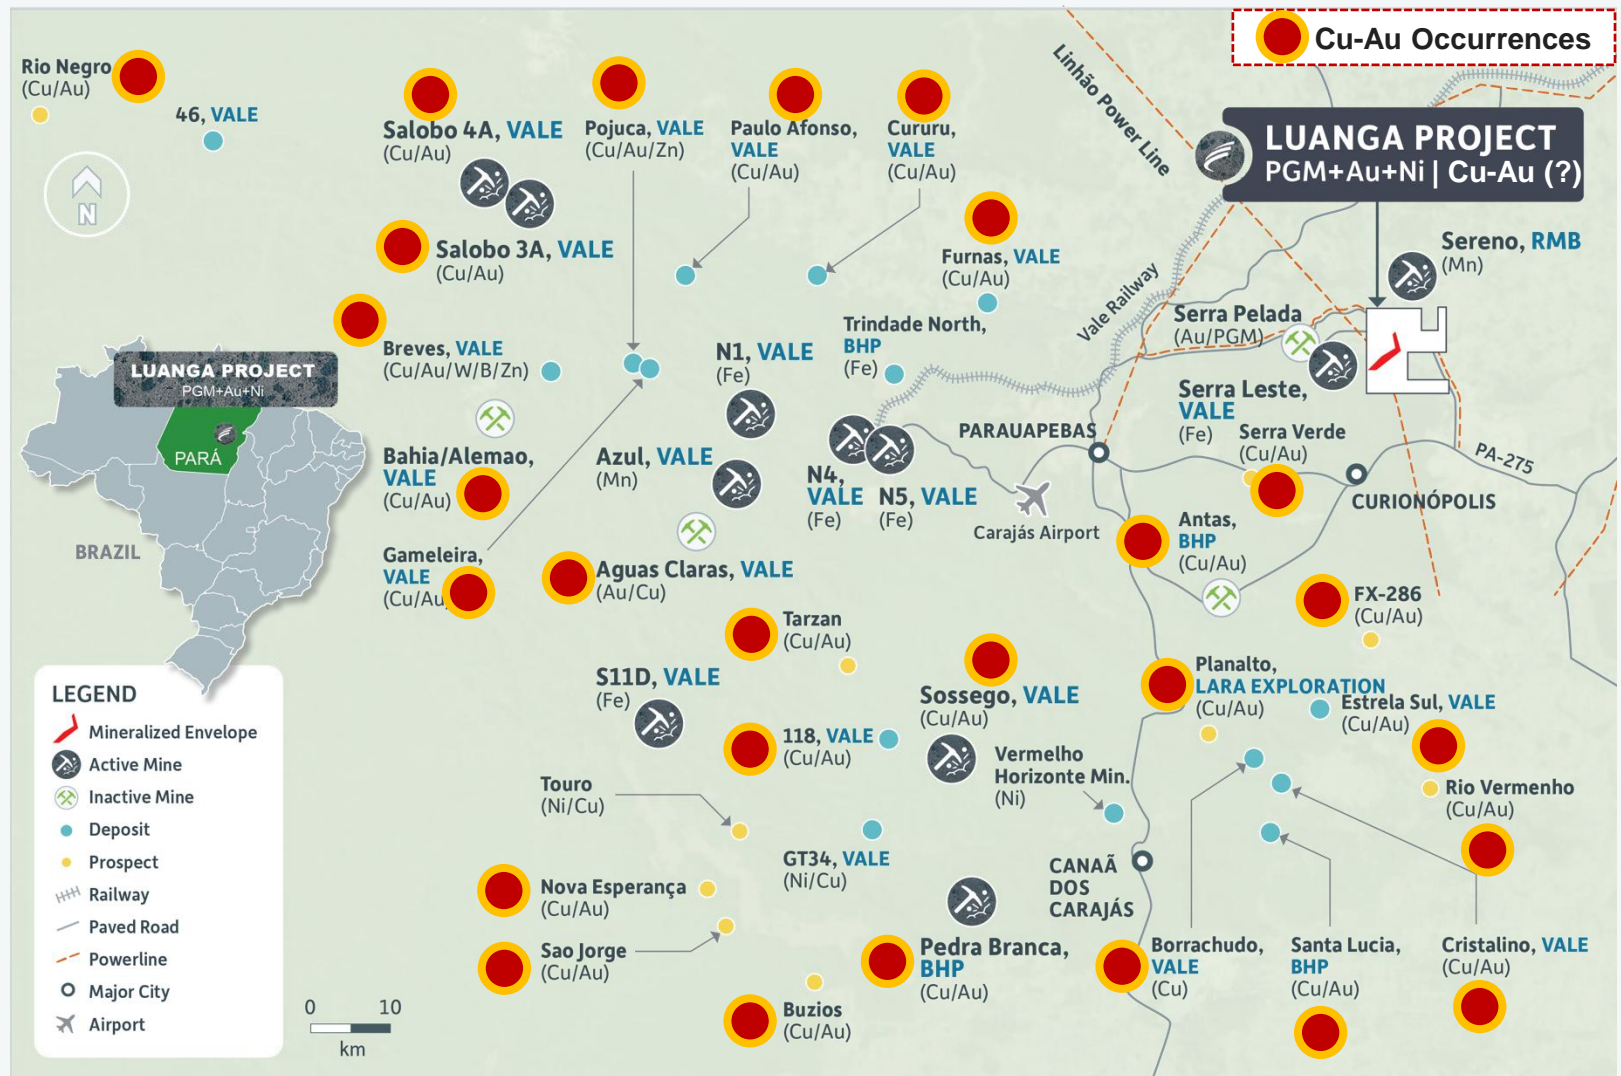 Cu-Au Occurrences
Rio Negro
(Cu/Au)
46, VALE
Salobo 4A, VALE
(Cu/Au)
Pojuca, VALE
(Cu/Au/Zn)
Paulo Afonso,
VALE
(Cu/Au)
Cururu,
VALE
(Cu/Au)
Linhão Power Line
LUANGA PROJECT
PGM+Au+Ni | Cu-Au (?)
N
Salobo 3A, VALE
(Cu/Au)
Furnas, VALE
(Cu/Au)
Sereno, RMB
(Mn)
Vale Railway
Serra Pelada
(Au/PGM)
Trindade North,
BHP
(Fe)
Breves, VALE
(Cu/Au/W/B/Zn)
N1, VALE
(Fe)
LUANGA PROJECT
PGM+Au+Ni
PARÁ
BRAZIL
Serra Leste,
VALE
(Fe)
Serra Verde
(Cu/Au)
PARAUAPEBAS
PA-275
CURIONÓPOLIS
Bahia/Alemao,
VALE
(Cu/Au)
Azul, VALE
(Mn)
N4,
VALE
(Fe)
N5, VALE
(Fe)
Carajás Airport
Antas,
BHP
(Cu/Au)
Gameleira,
VALE
(Cu/Au
Aguas Claras, VALE
(Au/Cu)
FX-286
(Cu/Au)
Tarzan
(Cu/Au)
S11D, VALE
(Fe)
Sossego, VALE
(Cu/Au)
Planalto,
LARA EXPLORATION
(Cu/Au)
Estrela Sul, VALE
(Cu/Au)
118, VALE
(Cu/Au)
Vermelho
Horizonte Min.
(Ni)
Touro
(Ni/Cu)
Rio Vermenho
(Cu/Au)
GT34, VALE
(Ni/Cu)
CANAÃ
DOS
CARAJÁS
Nova Esperança
(Cu/Au)
Sao Jorge
(Cu/Au)
Pedra Branca,
BHP
(Cu/Au)
Borrachudo,
VALE
(Cu)
Santa Lucia,
BHP
(Cu/Au)
Cristalino, VALE
(Cu/Au)
Buzios
(Cu/Au)
LEGEND
Mineralized Envelope
Active Mine
Inactive Mine
Deposit
Prospect
Railway
Paved Road
Powerline
Major City
Airport
0 10
km